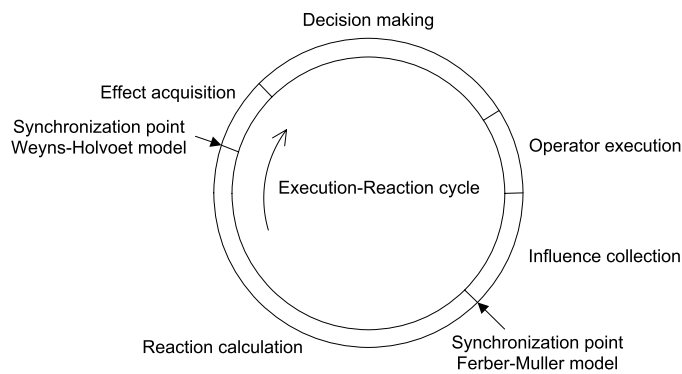 Decision making
Effect acquisition
Synchronization point
Weyns-Holvoet model
Operator execution
Execution-Reaction cycle
Influence collection
Reaction calculation
Synchronization point
Ferber-Muller model